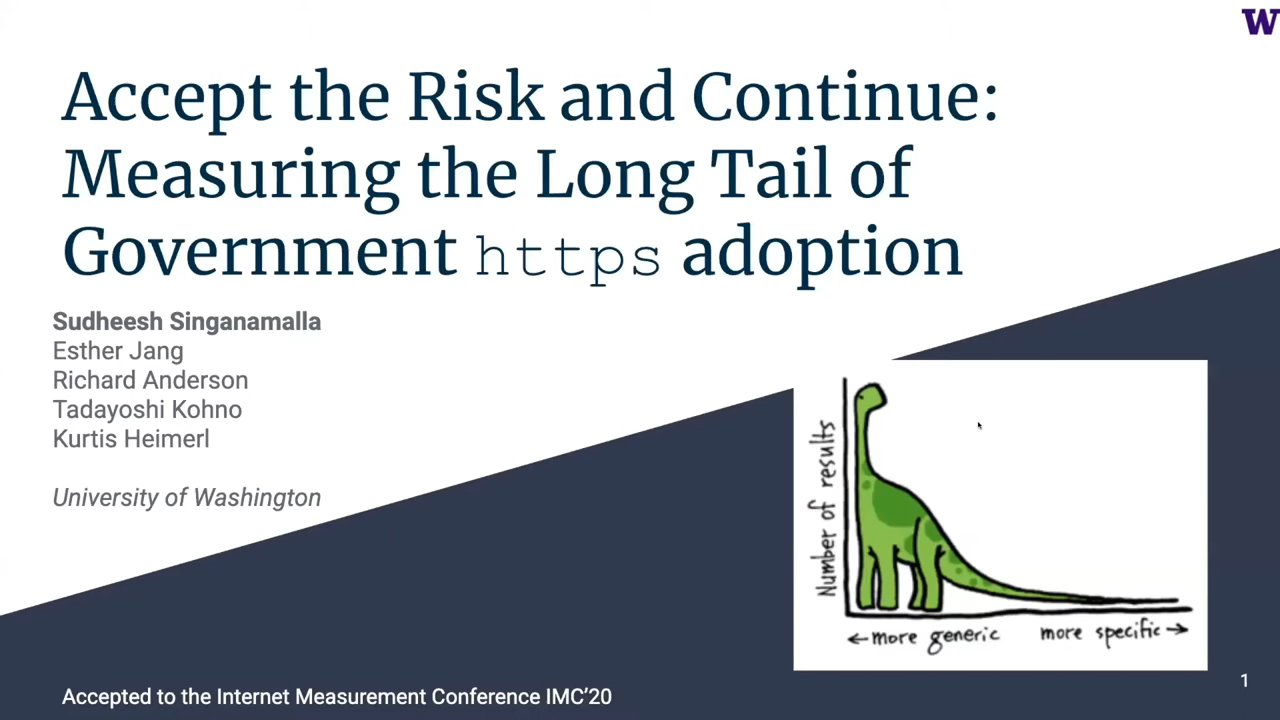 W
Accept the Risk and Continue:
Measuring the Long Tail of
Government https adoption
Sudheesh Singanamalla
Esther Jang
Richard Anderson
Tadayoshi Kohno
Kurtis Heimerl
University of Washington
Number of results
←more generic more specific→
Accepted to the Internet Measurement Conference IMC'20
1